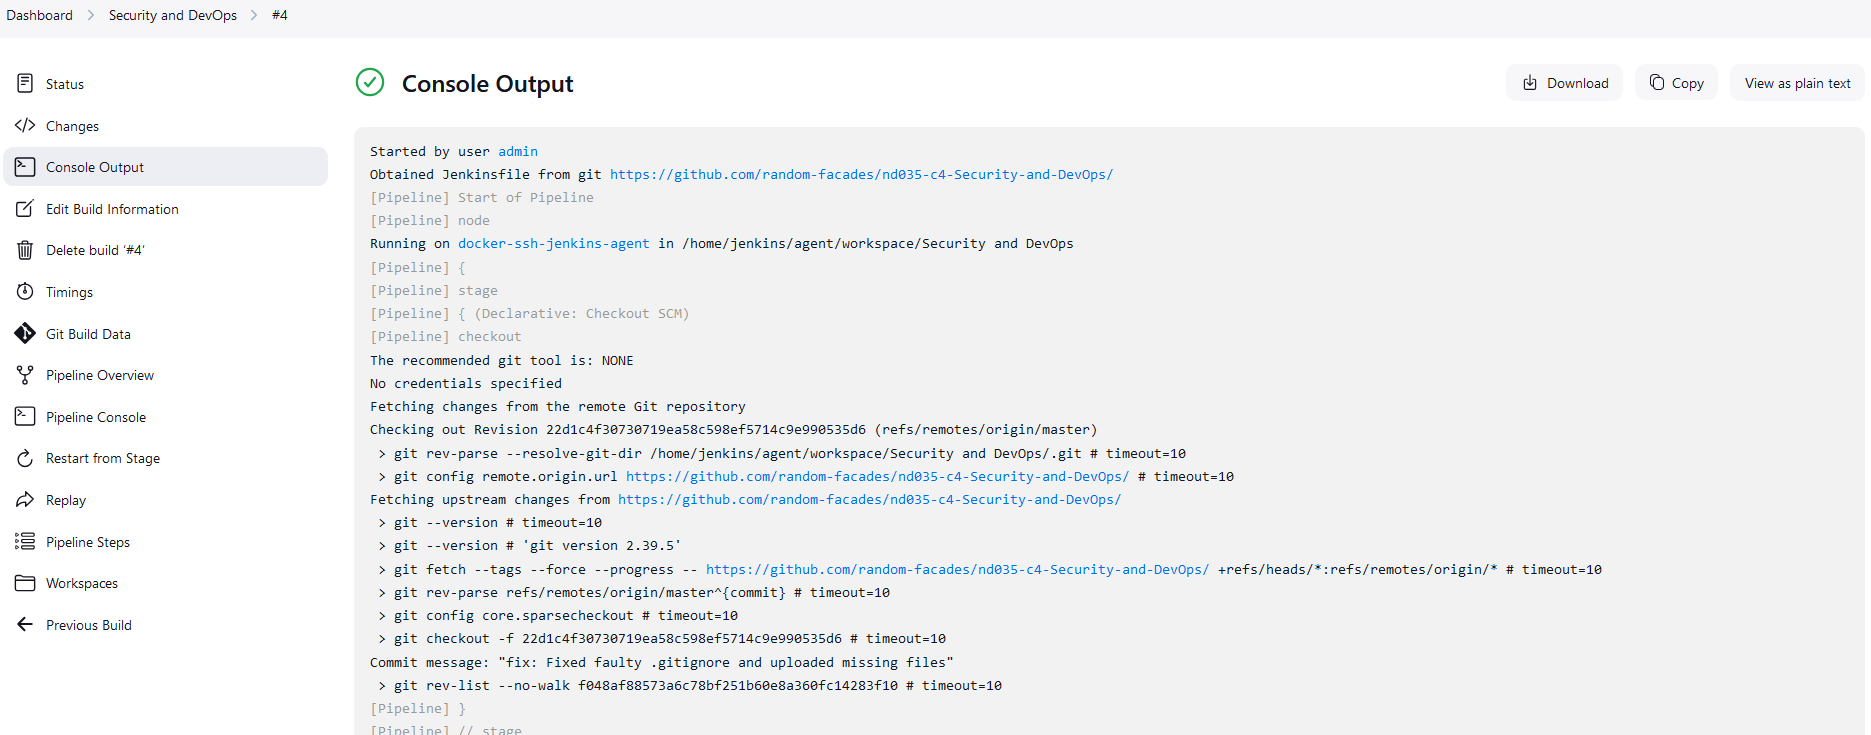 Dashboard > Security and DevOps > #4
Status
Changes
Console Output
Edit Build Information
Delete build '#4'
Timings
Git Build Data
Pipeline Overview
Pipeline Console
Restart from Stage
Replay
Pipeline Steps
Workspaces
Previous Build
Console Output
Download
Copy
View as plain text
Started by user admin
Obtained Jenkinsfile from git https://github.com/random-facades/nd035-c4-Security-and-DevOps/
[Pipeline] Start of Pipeline
[Pipeline] node
Running on docker-ssh-jenkins-agent in /home/jenkins/agent/workspace/Security and DevOps
[Pipeline] {
[Pipeline] stage
[Pipeline] { (Declarative: Checkout SCM)
[Pipeline] checkout
The recommended git tool is: NONE
No credentials specified
Fetching changes from the remote Git repository
Checking out Revision 22d1c4f30730719ea58c598ef5714c9e990535d6 (refs/remotes/origin/master)
> git rev-parse --resolve-git-dir /home/jenkins/agent/workspace/Security and DevOps/.git # timeout=10
> git config remote.origin.url https://github.com/random-facades/nd035-c4-Security-and-DevOps/ # timeout=10
Fetching upstream changes from https://github.com/random-facades/nd035-c4-Security-and-DevOps/
> git --version # timeout=10
> git --version # 'git version 2.39.5'
> git fetch --tags --force --progress -- https://github.com/random-facades/nd035-c4-Security-and-DevOps/ +refs/heads/*:refs/remotes/origin/* # timeout=10
> git rev-parse refs/remotes/origin/master^{commit} # timeout=10
> git config core.sparsecheckout # timeout=10
> git checkout -f 22d1c4f30730719ea58c598ef5714c9e990535d6 # timeout=10
Commit message: "fix: Fixed faulty .gitignore and uploaded missing files"
> git rev-list --no-walk f048af88573a6c78bf251b60e8a360fc14283f10 # timeout=10
[Pipeline] }
[Pipeline] // stage